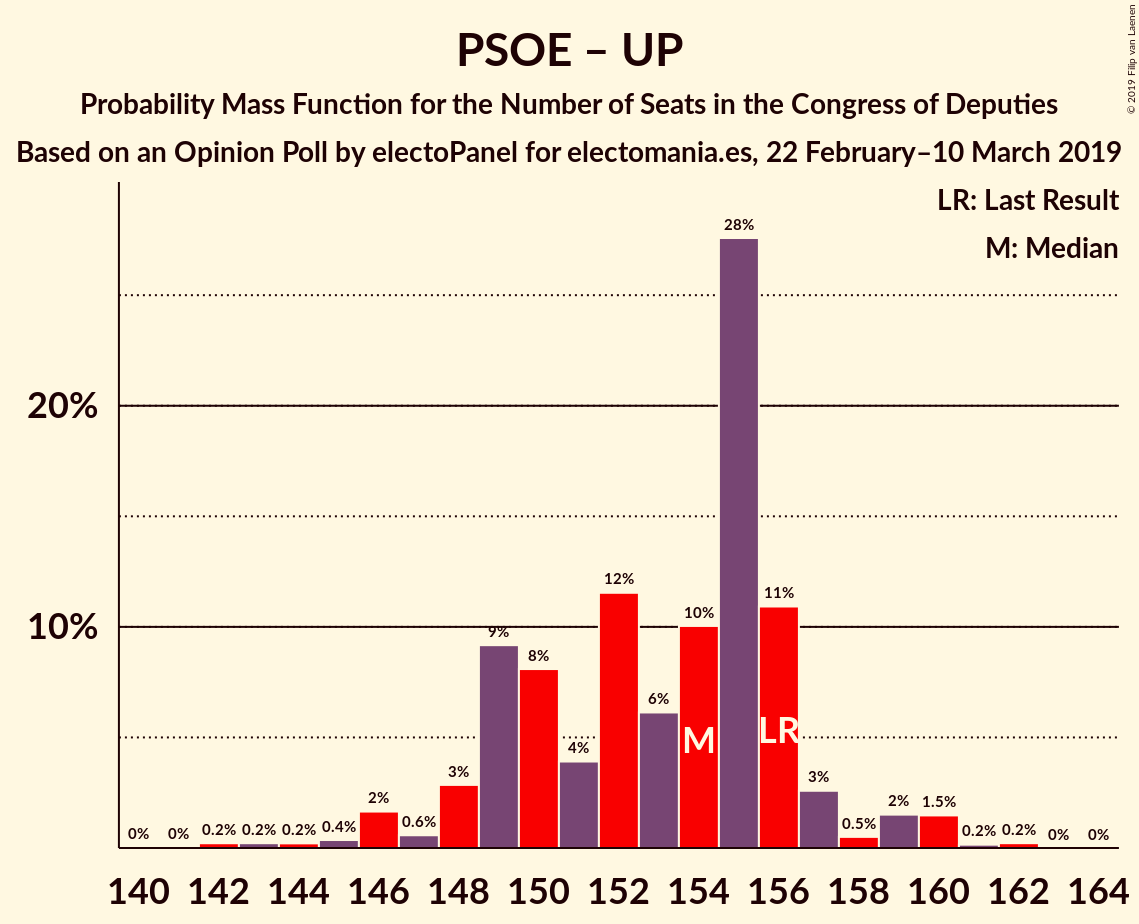 PSOE – UP
Probability Mass Function for the Number of Seats in the Congress of Deputies
Based on an Opinion Poll by electoPanel for electomania.es, 22 February–10 March 2019
© 2019 Filip van Laenen
LR: Last Result
M: Median
20%
10%
0% 0% 0.2% 0.2% 0.2% 0.4% 2% 0.6% 3% 9% 8% 4% 12% 6% 10% 28% 11% 3% 0.5% 2% 1.5% 0.2% 0.2% 0% 0%
M LR
140 142 144 146 148 150 152 154 156 158 160 162 164